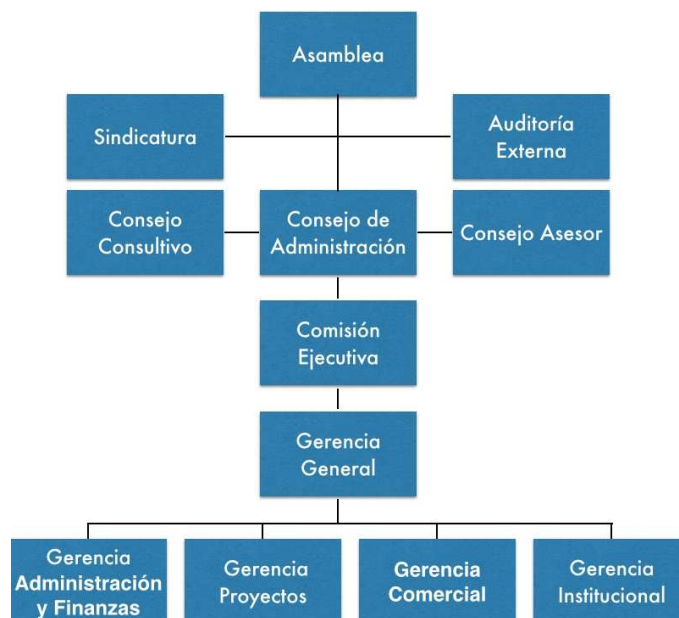 Asamblea
Sindicatura
Auditoría
Externa
Consejo
Consultivo
Consejo de
Administración
Consejo Asesor
Comisión
Ejecutiva
Gerencia
General
Gerencia
Administración
y Finanzas
Gerencia
Proyectos
Gerencia
Comercial
Gerencia
Institucional